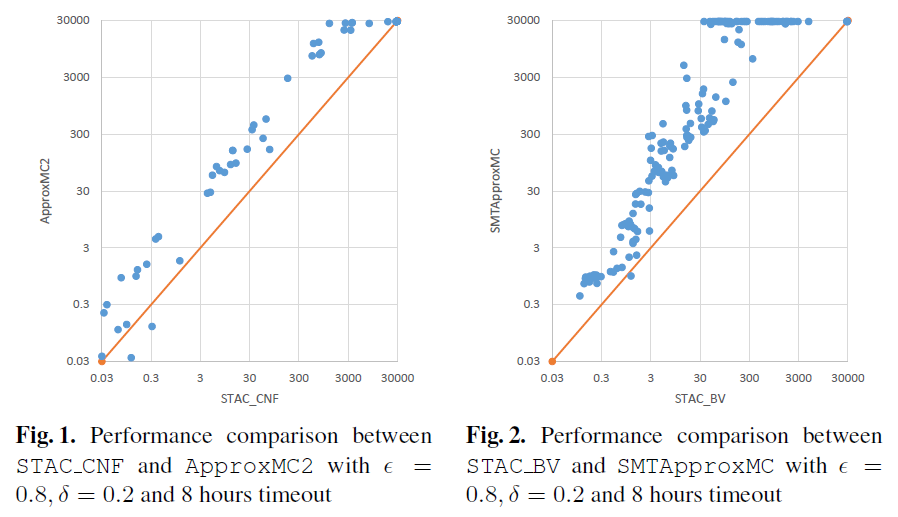 30000
3000
300
30
3
0.3
0.03
ApproxMC2
0.03 0.3 3 30 300 3000 30000
STAC_CNF
Fig. 1. Performance comparison between
STAC_CNF and ApproxMC2 with ϵ =
0.8, δ = 0.2 and 8 hours timeout
30000
3000
300
30
3
0.3
0.03
SMTApproxMC
0.03 0.3 3 30 300 3000 30000
STAC_BV
Fig. 2. Performance comparison between
STAC_BV and SMTApproxMC with ϵ =
0.8, δ = 0.2 and 8 hours timeout